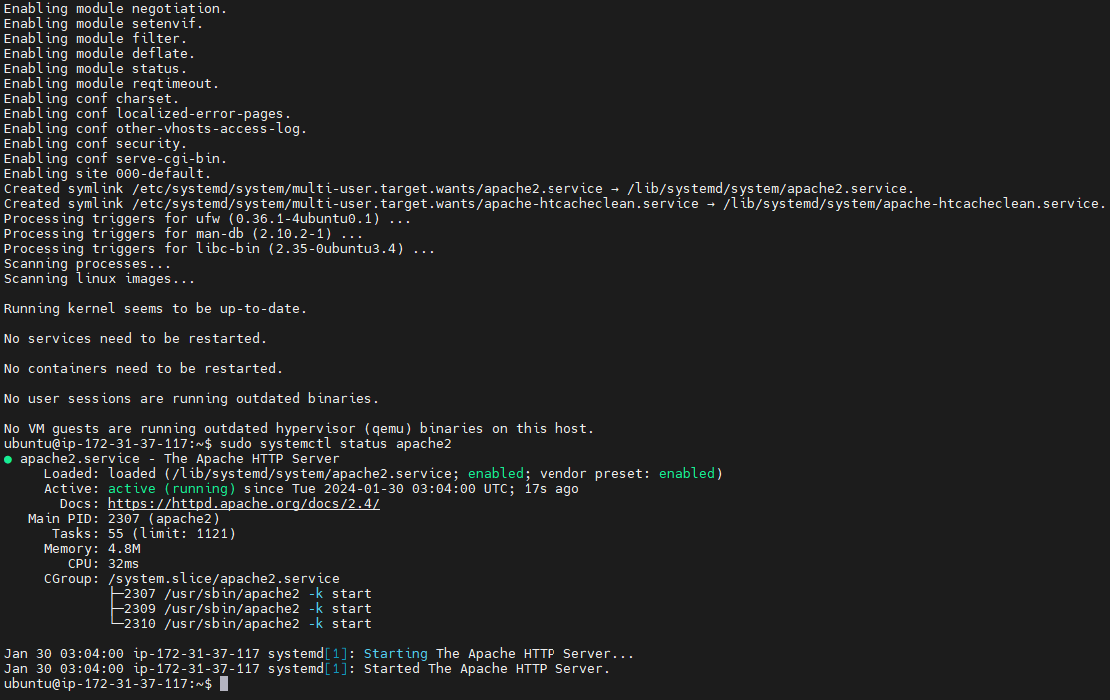 Enabling module negotiation.
Enabling module setenvif.
Enabling module filter.
Enabling module deflate.
Enabling module status.
Enabling module reqtimeout.
Enabling conf charset.
Enabling conf localized-error-pages.
Enabling conf other-vhosts-access-log.
Enabling conf security.
Enabling conf serve-cgi-bin.
Enabling site 000-default.
Created symlink /etc/systemd/system/multi-user.target.wants/apache2.service → /lib/systemd/system/apache2.service.
Created symlink /etc/systemd/system/multi-user.target.wants/apache-htcacheclean.service → /lib/systemd/system/apache-htcacheclean.service.
Processing triggers for ufw (0.36.1-4ubuntu0.1) ...
Processing triggers for man-db (2.10.2-1) ...
Processing triggers for libc-bin (2.35-0ubuntu3.4) ...
Scanning processes...
Scanning linux images...

Running kernel seems to be up-to-date.

No services need to be restarted.

No containers need to be restarted.

No user sessions are running outdated binaries.

No VM guests are running outdated hypervisor (qemu) binaries on this host.
ubuntu@ip-172-31-37-117:~$ sudo systemctl status apache2
● apache2.service - The Apache HTTP Server
     Loaded: loaded (/lib/systemd/system/apache2.service; enabled; vendor preset: enabled)
     Active: active (running) since Tue 2024-01-30 03:04:00 UTC; 17s ago
       Docs: https://httpd.apache.org/docs/2.4/
   Main PID: 2307 (apache2)
      Tasks: 55 (limit: 1121)
     Memory: 4.8M
        CPU: 32ms
     CGroup: /system.slice/apache2.service
             ├─2307 /usr/sbin/apache2 -k start
             ├─2309 /usr/sbin/apache2 -k start
             └─2310 /usr/sbin/apache2 -k start

Jan 30 03:04:00 ip-172-31-37-117 systemd[1]: Starting The Apache HTTP Server...
Jan 30 03:04:00 ip-172-31-37-117 systemd[1]: Started The Apache HTTP Server.
ubuntu@ip-172-31-37-117:~$